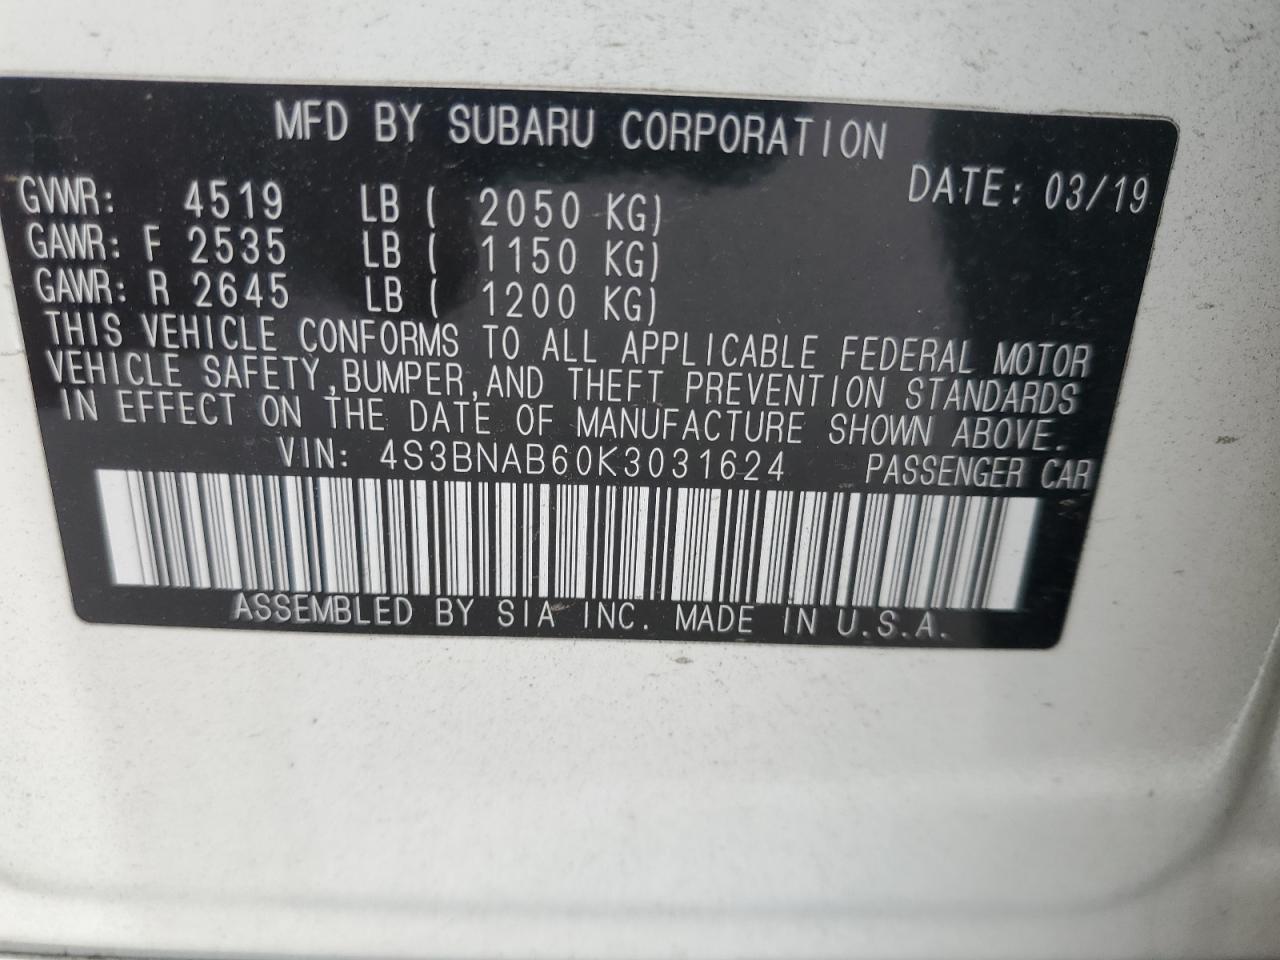 MFD BY SUBARU CORPORATION
DATE: 03/19
GVWR: 4519 LB ( 2050 KG)
GAWR: F 2535 LB ( 1150 KG)
GAWR: R 2645 LB ( 1200 KG)
THIS VEHICLE CONFORMS TO ALL APPLICABLE FEDERAL MOTOR
VEHICLE SAFETY,BUMPER,AND THEFT PREVENTION STANDARDS
IN EFFECT ON THE DATE OF MANUFACTURE SHOWN ABOVE.
VIN: 4S3BNAB60K3031624 PASSENGER CAR
ASSEMBLED BY SIA INC. MADE IN U.S.A.